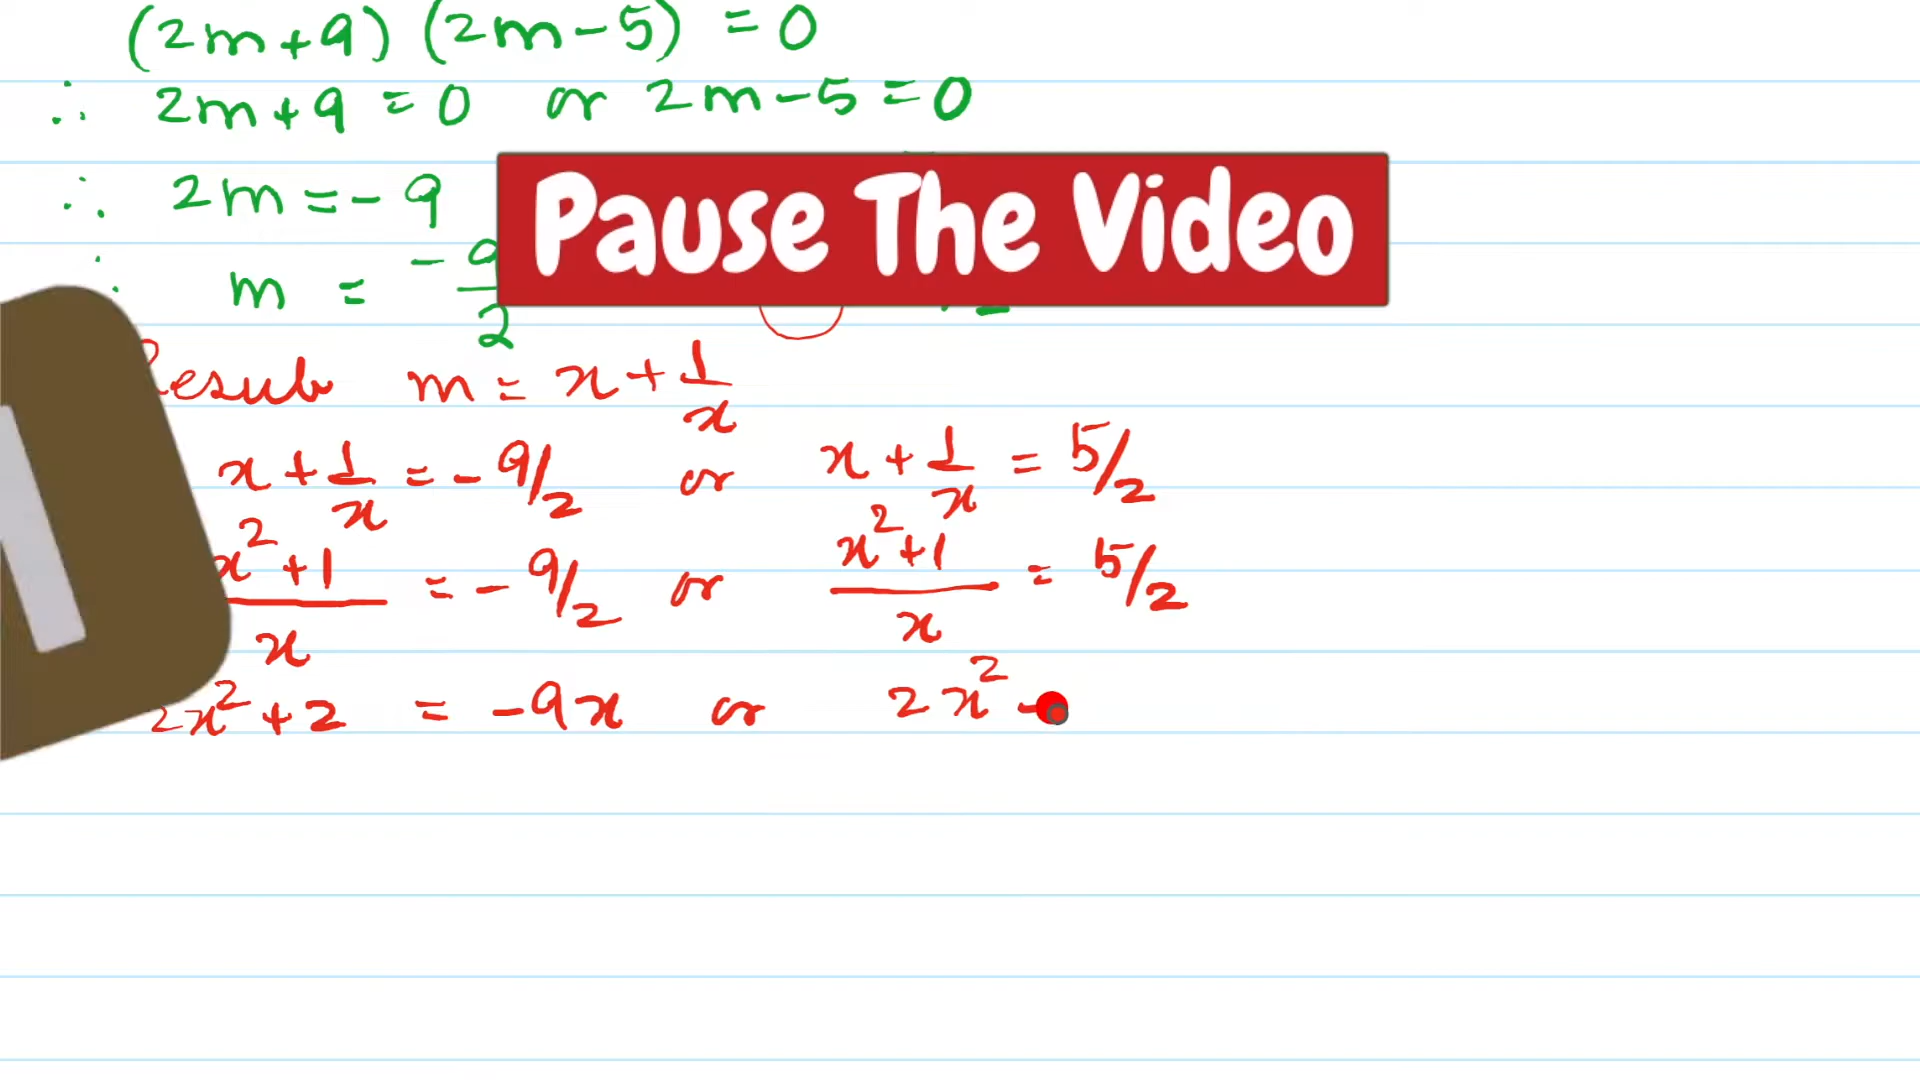 (2m+9) (2m-5) = 0
∴ 2m+9 = 0 or 2m-5 = 0
∴ 2m = -9
Pause The Video
m = -9/2
Resub m = x + 1/x
x + 1/x = -9/2 or x + 1/x = 5/2
x²+1/x = -9/2 or x²+1/x = 5/2
2x²+2 = -9x or 2x²